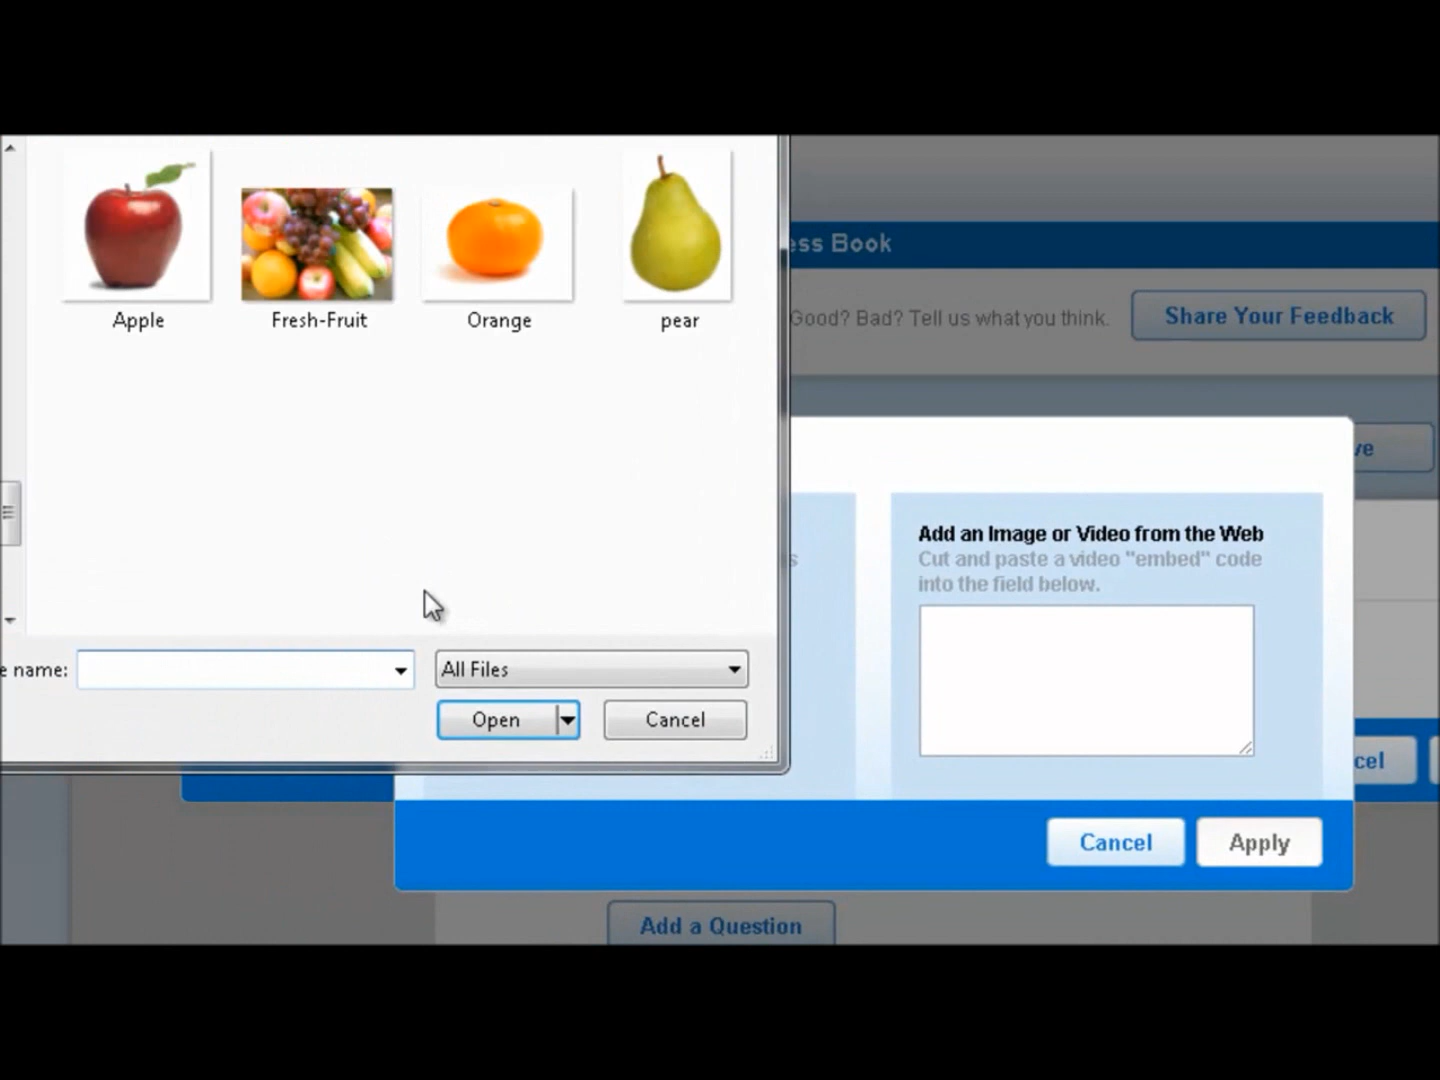 Apple
Fresh-Fruit
Orange
pear
ess Book
Good? Bad? Tell us what you think.
Share Your Feedback
ve
Add an Image or Video from the Web
s
Cut and paste a video "embed" code
into the field below.
e name:
All Files
Open
Cancel
cel
Cancel
Apply
Add a Question